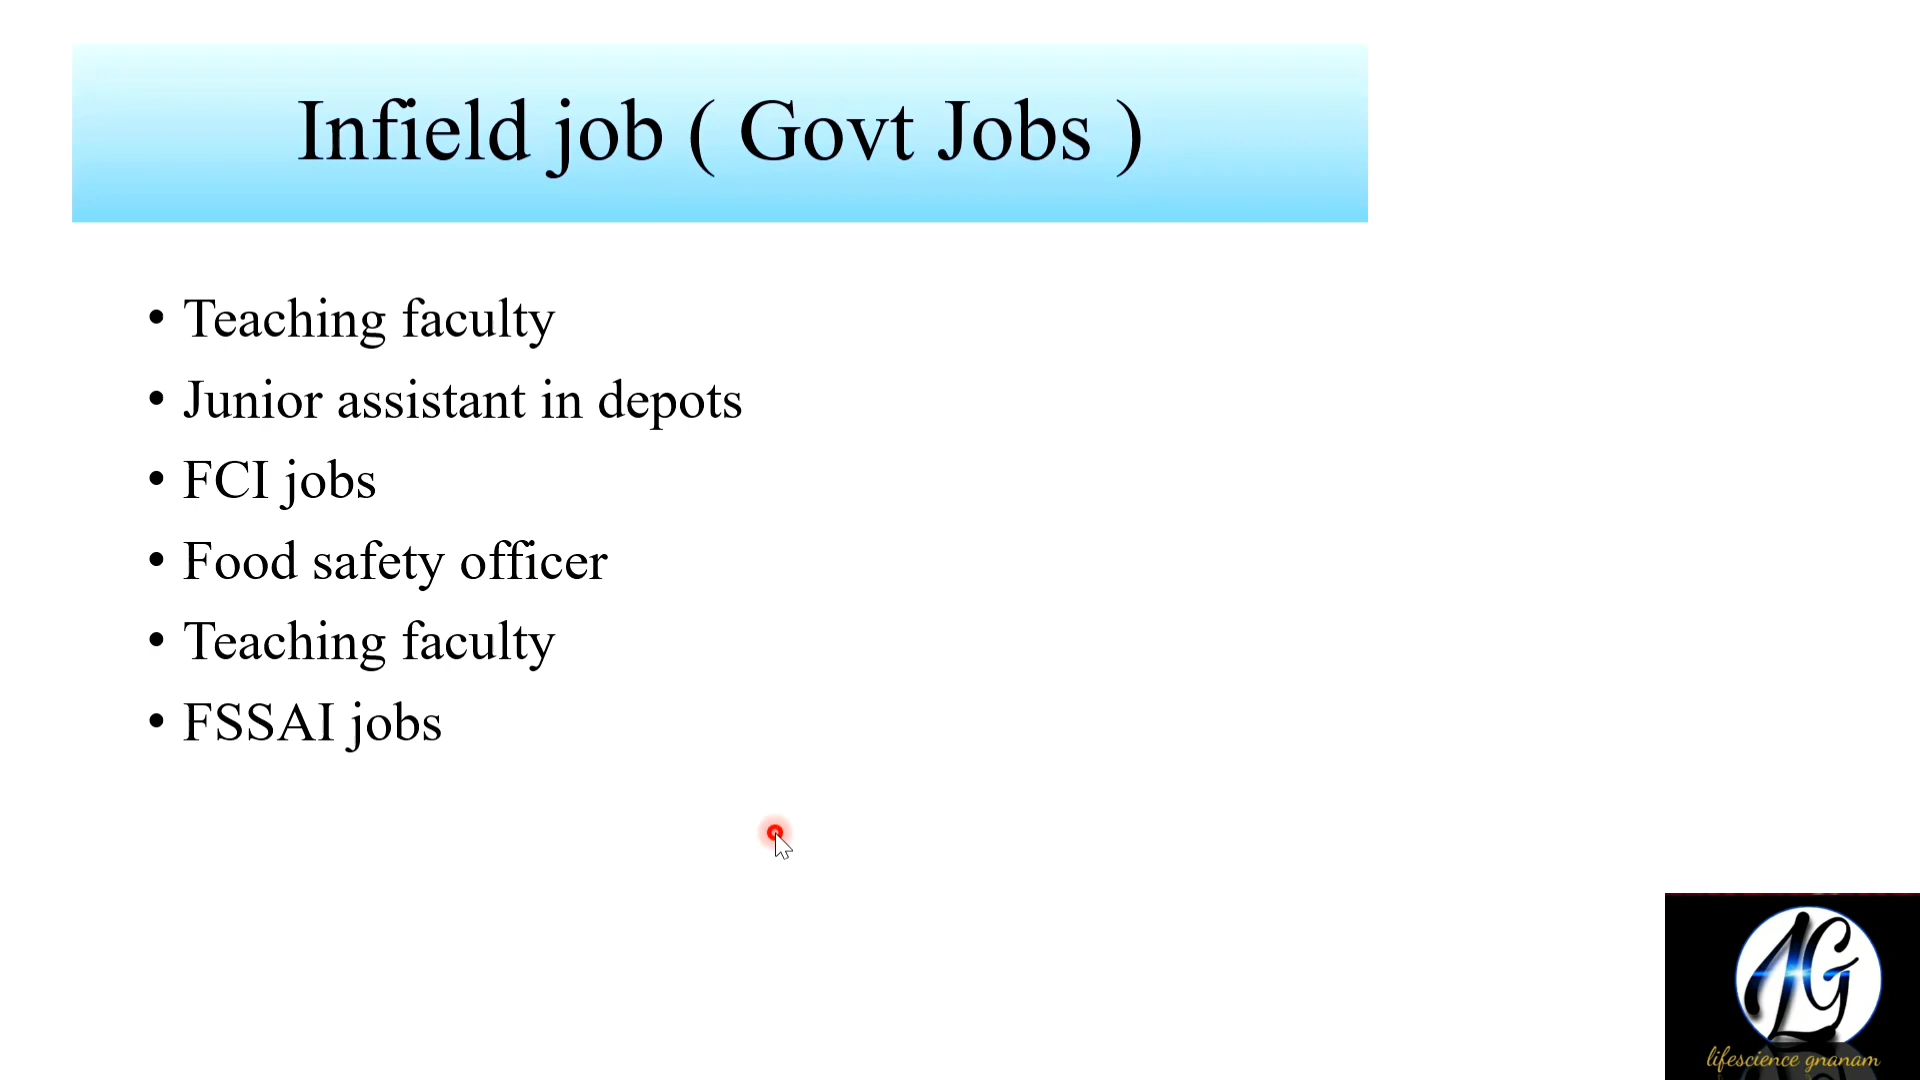 Infield job ( Govt Jobs )
• Teaching faculty
• Junior assistant in depots
• FCI jobs
• Food safety officer
• Teaching faculty
• FSSAI jobs
LG
lifescience gnanam